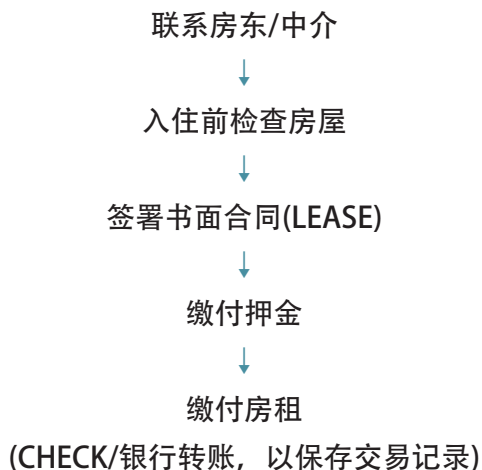 联系房东/中介
↓
入住前检查房屋
↓
签署书面合同(LEASE)
↓
缴付押金
↓
缴付房租
(CHECK/银行转账，以保存交易记录)